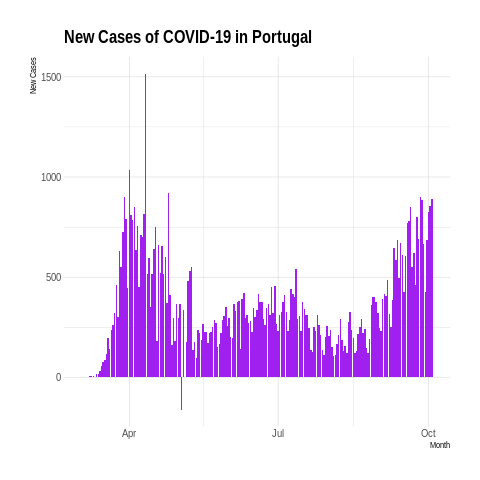 New Cases of COVID-19 in Portugal
New Cases
1500
1000
500
0
Apr
Jul
Oct
Month